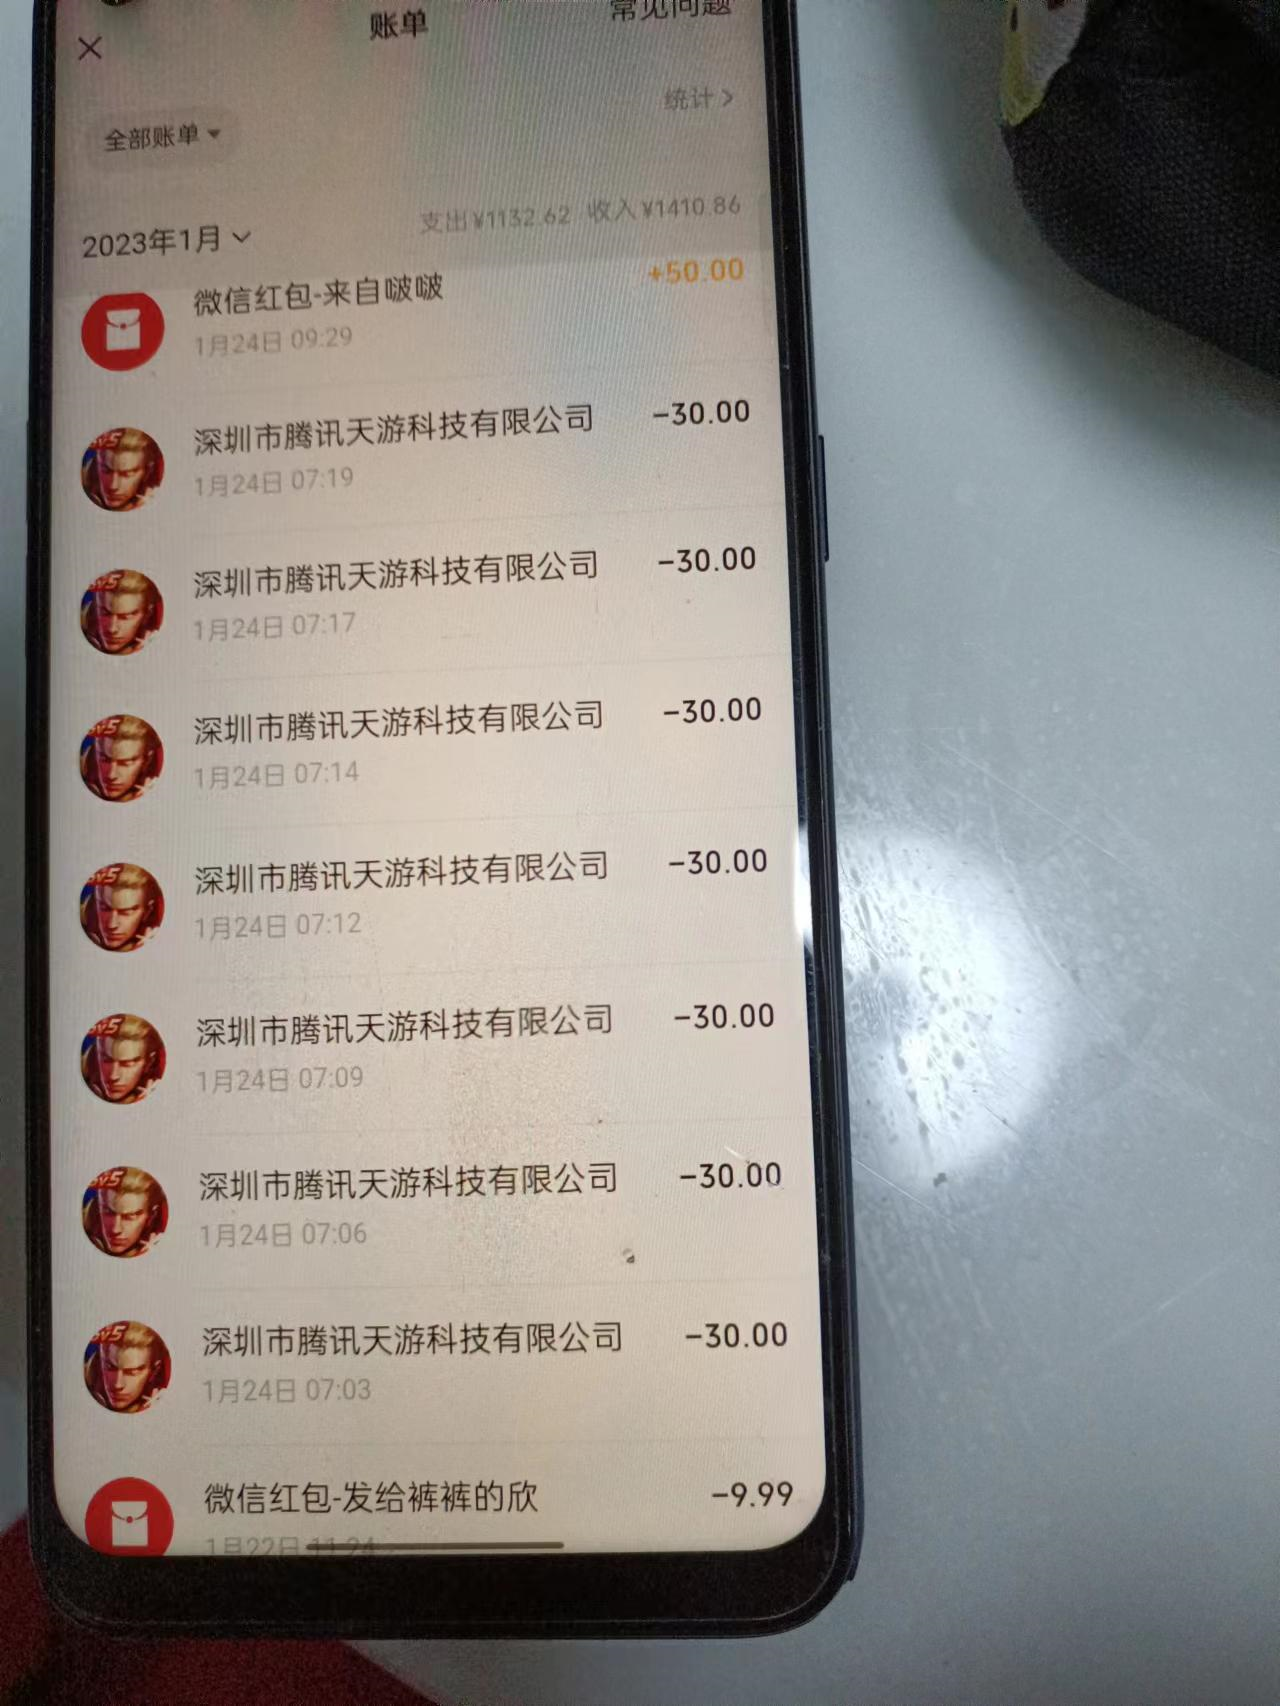 账单
常见问题
统计
全部账单
2023年1月
支出¥1132.62 收入¥1410.86
微信红包-来自啵啵
+50.00
1月24日 09:29
深圳市腾讯天游科技有限公司
-30.00
1月24日 07:19
深圳市腾讯天游科技有限公司
-30.00
1月24日 07:17
深圳市腾讯天游科技有限公司
-30.00
1月24日 07:14
深圳市腾讯天游科技有限公司
-30.00
1月24日 07:12
深圳市腾讯天游科技有限公司
-30.00
1月24日 07:09
深圳市腾讯天游科技有限公司
-30.00
1月24日 07:06
深圳市腾讯天游科技有限公司
-30.00
1月24日 07:03
微信红包-发给裤裤的欣
-9.99
1月22日 11:24